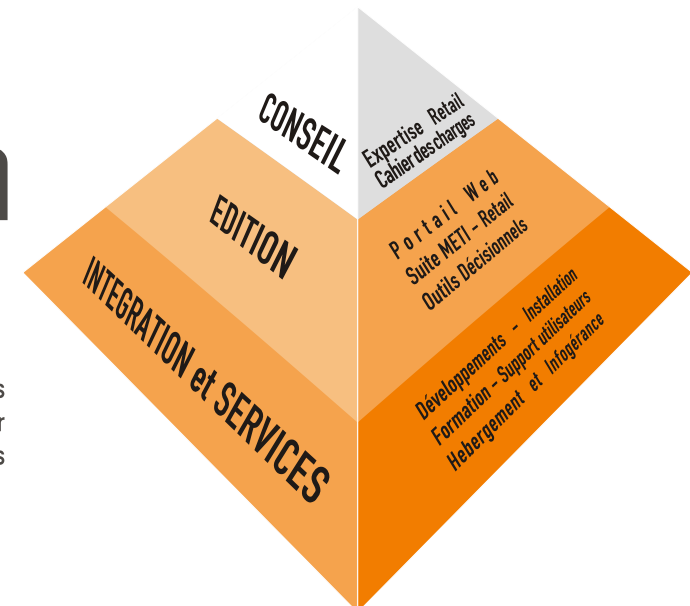 CONSEIL
Expertise Retail
Cahier des charges
EDITION
Portail Web
Suite METI - Retail
Outils Décisionnels
INTEGRATION et SERVICES
Développements - Installation
Formation - Support utilisateurs
Hebergement et Infogérance